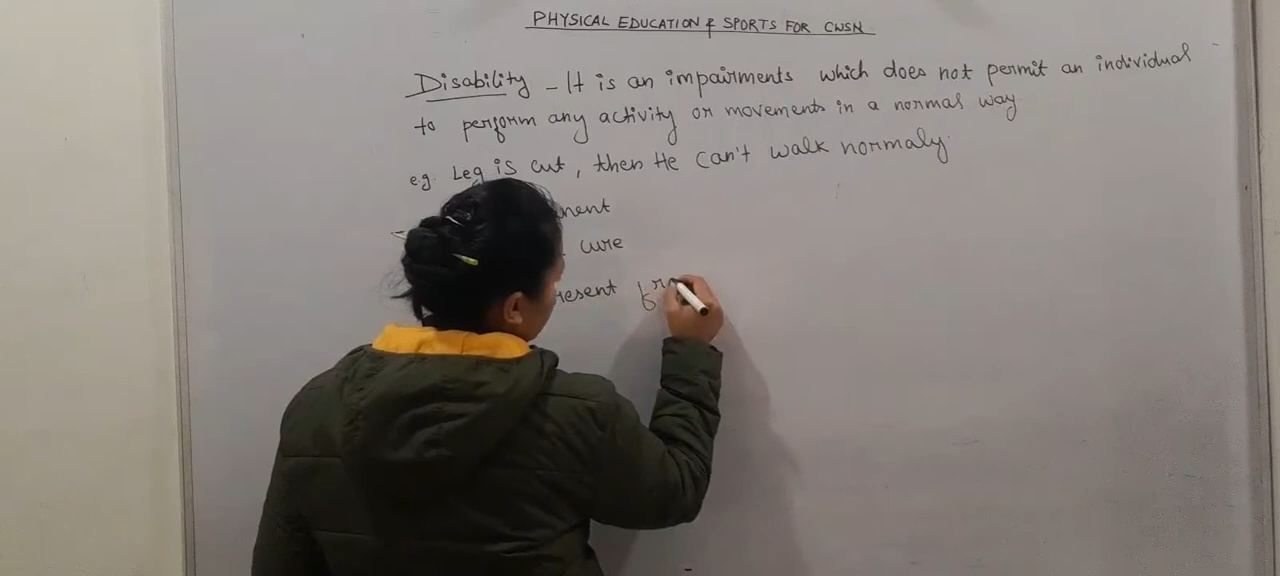 PHYSICAL EDUCATION & SPORTS FOR CWSN
Disability - It is an impairments which does not permit an individual
to perform any activity or movements in a normal way
e.g. Leg is cut, then He can't walk normaly.
nent
cure
resent fro